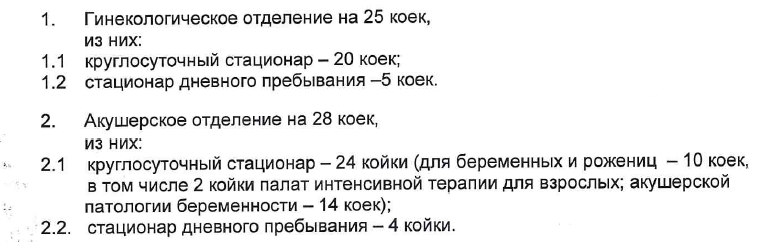 1. Гинекологическое отделение на 25 коек,
из них:
1.1 круглосуточный стационар – 20 коек;
1.2 стационар дневного пребывания –5 коек.
2. Акушерское отделение на 28 коек,
из них:
2.1 круглосуточный стационар – 24 койки (для беременных и рожениц – 10 коек,
в том числе 2 койки палат интенсивной терапии для взрослых; акушерской
патологии беременности – 14 коек);
2.2. стационар дневного пребывания – 4 койки.